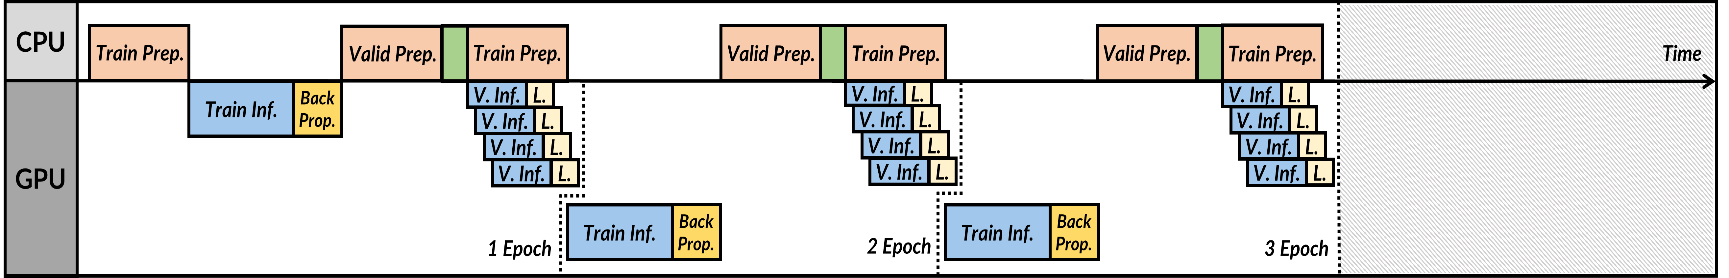 CPU
Train Prep.
Valid Prep.
Train Prep.
Valid Prep.
Train Prep.
Valid Prep.
Train Prep.
Time
GPU
Train Inf.
Back
Prop.
V. Inf. L.
V. Inf. L.
V. Inf. L.
V. Inf. L.
1 Epoch
Train Inf.
Back
Prop.
V. Inf. L.
V. Inf. L.
V. Inf. L.
V. Inf. L.
2 Epoch
Train Inf.
Back
Prop.
V. Inf. L.
V. Inf. L.
V. Inf. L.
V. Inf. L.
3 Epoch